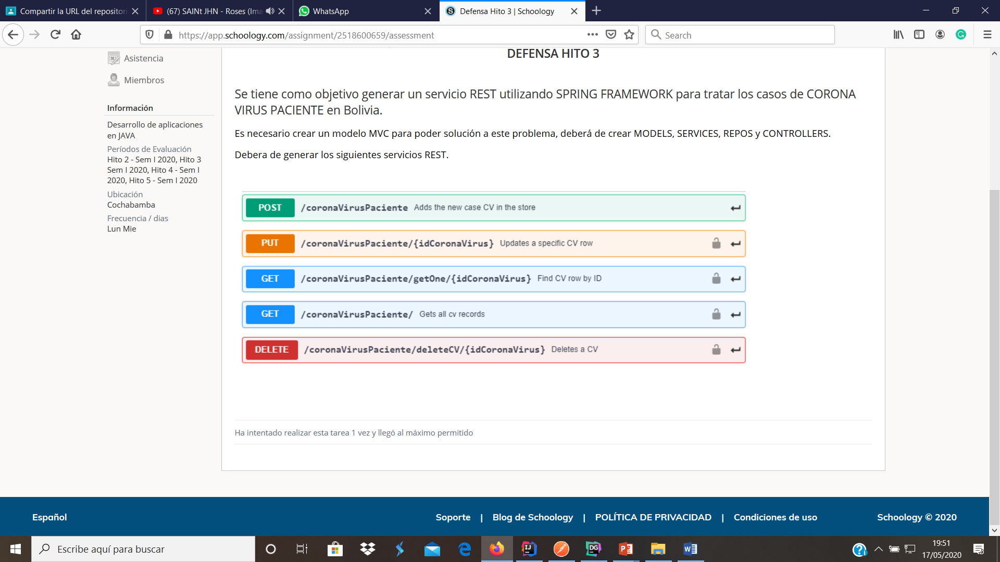 Compartir la URL del repositori
(67) SAINt JHN - Roses (Ima
WhatsApp
Defensa Hito 3 | Schoology
https://app.schoology.com/assignment/2518600659/assessment
Search
Asistencia
Miembros
Información
Desarrollo de aplicaciones
en JAVA
Períodos de Evaluación
Hito 2 - Sem I 2020, Hito 3
Sem I 2020, Hito 4 - Sem I
2020, Hito 5 - Sem I 2020
Ubicación
Cochabamba
Frecuencia / dias
Lun Mie
DEFENSA HITO 3
Se tiene como objetivo generar un servicio REST utilizando SPRING FRAMEWORK para tratar los casos de CORONA
VIRUS PACIENTE en Bolivia.
Es necesario crear un modelo MVC para poder solución a este problema, deberá de crear MODELS, SERVICES, REPOS y CONTROLLERS.
Debera de generar los siguientes servicios REST.
POST /coronaVirusPaciente Adds the new case CV in the store
PUT /coronaVirusPaciente/{idCoronaVirus} Updates a specific CV row
GET /coronaVirusPaciente/getOne/{idCoronaVirus} Find CV row by ID
GET /coronaVirusPaciente/ Gets all cv records
DELETE /coronaVirusPaciente/deleteCV/{idCoronaVirus} Deletes a CV
Ha intentado realizar esta tarea 1 vez y llegó al máximo permitido
Español
Soporte | Blog de Schoology | POLÍTICA DE PRIVACIDAD | Condiciones de uso
Schoology © 2020
Escribe aquí para buscar
19:51
17/05/2020